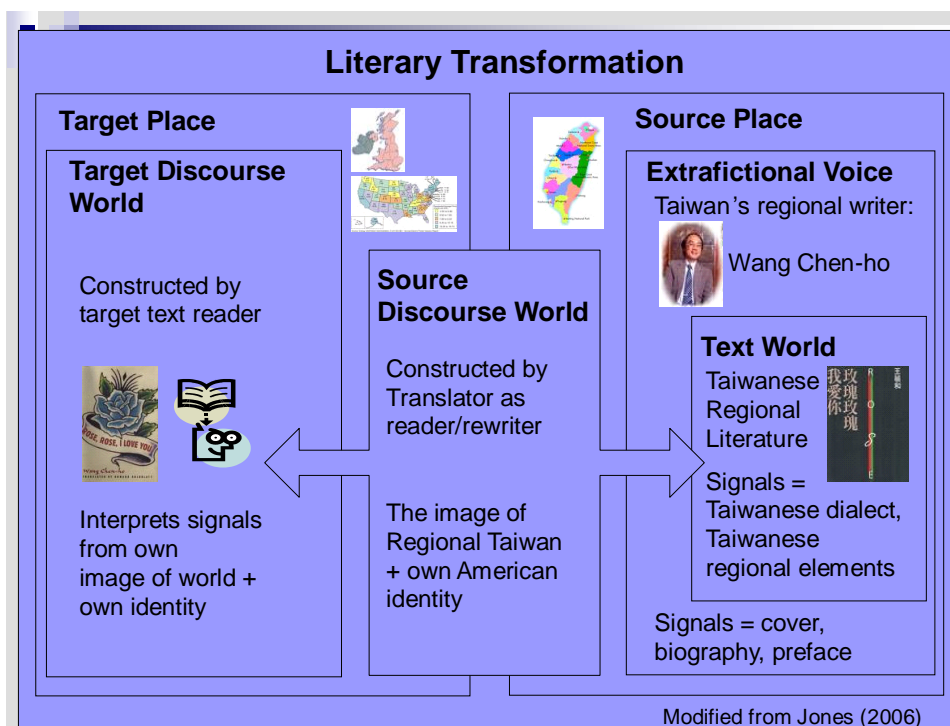 Literary Transformation
Target Place
Target Discourse
World
Constructed by
target text reader
ROSE, ROSE, I LOVE YOU
Wang Chen-ho
Interprets signals
from own
image of world +
own identity
Source
Discourse World
Constructed by
Translator as
reader/rewriter
The image of
Regional Taiwan
+ own American
identity
Source Place
Extrafictional Voice
Taiwan's regional writer:
Wang Chen-ho
Text World
Taiwanese
Regional
Literature
玫瑰玫瑰
我愛你
R
O
S
E
Signals =
Taiwanese dialect,
Taiwanese
regional elements
Signals = cover,
biography, preface
Modified from Jones (2006)